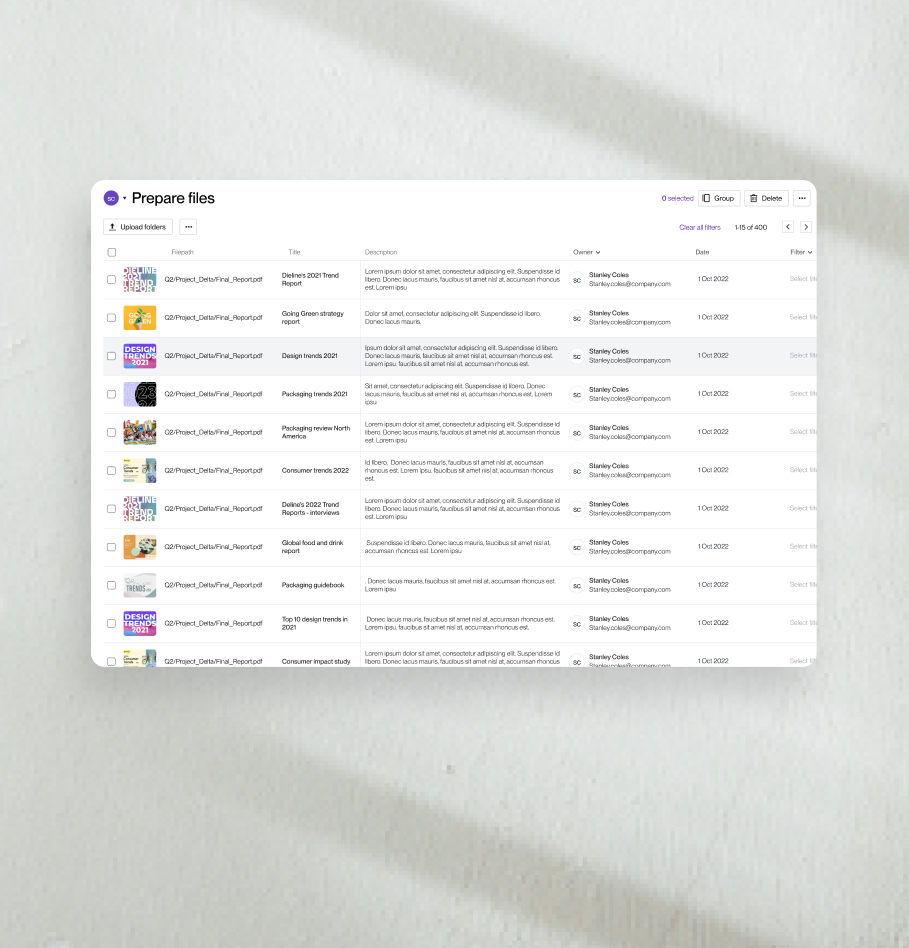 SC Prepare files
0 selected Group Delete
Upload folders
Clear all filters 1-15 of 400
Filepath Title Description Owner Date Filter
DIELINE
2021
TREND
REPORT
Q2/Project_Delta/Final_Report.pdf
Dieline's 2021 Trend
Report
Lorem ipsum dolor sit amet, consectetur adipiscing elit. Suspendisse id
libero. Donec lacus mauris, faucibus sit amet nisl at, accumsan rhoncus
est. Lorem ipsu
SC
Stanley Coles
Stanley.coles@company.com
1 Oct 2022
Select filt
GOING
GREEN
Q2/Project_Delta/Final_Report.pdf
Going Green strategy
report
Dolor sit amet, consectetur adipiscing elit. Suspendisse id libero.
Donec lacus mauris.
SC
Stanley Coles
Stanley.coles@company.com
1 Oct 2022
Select filt
DESIGN
TRENDS
2021
Q2/Project_Delta/Final_Report.pdf
Design trends 2021
Ipsum dolor sit amet, consectetur adipiscing elit. Suspendisse id libero.
Donec lacus mauris, faucibus sit amet nisl at, accumsan rhoncus est.
Lorem ipsu. faucibus sit amet nisl at, accumsan rhoncus est.
SC
Stanley Coles
Stanley.coles@company.com
1 Oct 2022
Select filt
23
Q2/Project_Delta/Final_Report.pdf
Packaging trends 2021
Sit amet, consectetur adipiscing elit. Suspendisse id libero. Donec
lacus mauris, faucibus sit amet nisl at, accumsan rhoncus est. Lorem
ipsu
SC
Stanley Coles
Stanley.coles@company.com
1 Oct 2022
Select filt
Q2/Project_Delta/Final_Report.pdf
Packaging review North
America
Lorem ipsum dolor sit amet, consectetur adipiscing elit. Suspendisse id
libero. Donec lacus mauris, faucibus sit amet nisl at, accumsan rhoncus
est. Lorem ipsu
SC
Stanley Coles
Stanley.coles@company.com
1 Oct 2022
Select filt
Consumer
Trends
Q2/Project_Delta/Final_Report.pdf
Consumer trends 2022
Id libero. Donec lacus mauris, faucibus sit amet nisl at, accumsan
rhoncus est. Lorem ipsu. faucibus sit amet nisl at, accumsan rhoncus
est.
SC
Stanley Coles
Stanley.coles@company.com
1 Oct 2022
Select filt
DIELINE
2021
TREND
REPORT
Q2/Project_Delta/Final_Report.pdf
Deline's 2022 Trend
Reports - interviews
Lorem ipsum dolor sit amet, consectetur adipiscing elit. Suspendisse id
libero. Donec lacus mauris, faucibus sit amet nisl at, accumsan rhoncus
est. Lorem ipsu
SC
Stanley Coles
Stanley.coles@company.com
1 Oct 2022
Select filt
Q2/Project_Delta/Final_Report.pdf
Global food and drink
report
Suspendisse id libero. Donec lacus mauris, faucibus sit amet nisl at,
accumsan rhoncus est. Lorem ipsu
SC
Stanley Coles
Stanley.coles@company.com
1 Oct 2022
Select filt
TRENDS
Q2/Project_Delta/Final_Report.pdf
Packaging guidebook
. Donec lacus mauris, faucibus sit amet nisl at, accumsan rhoncus est.
Lorem ipsu
SC
Stanley Coles
Stanley.coles@company.com
1 Oct 2022
Select filt
DESIGN
TRENDS
2021
Q2/Project_Delta/Final_Report.pdf
Top 10 design trends in
2021
Donec lacus mauris, faucibus sit amet nisl at, accumsan rhoncus est.
Lorem ipsu. faucibus sit amet nisl at, accumsan rhoncus est.
SC
Stanley Coles
Stanley.coles@company.com
1 Oct 2022
Select filt
Consumer
Trends
Q2/Project_Delta/Final_Report.pdf
Consumer impact study
Lorem ipsum dolor sit amet, consectetur adipiscing elit. Suspendisse id
libero. Donec lacus mauris, faucibus sit amet nisl at, accumsan rhoncus
SC
Stanley Coles
Stanley.coles@company.com
1 Oct 2022
Select filt